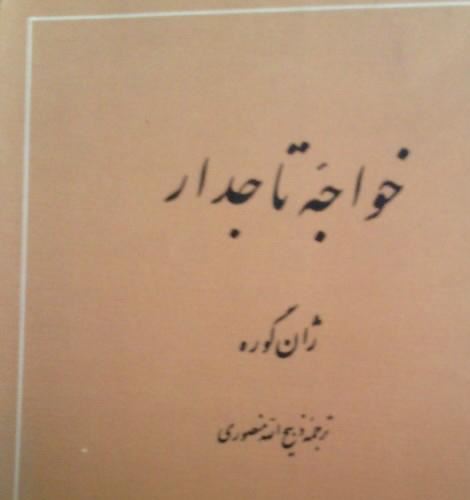 خواجهٔ تاجدار
ژان گوره
ترجمهٔ ذبیح الله منصوری